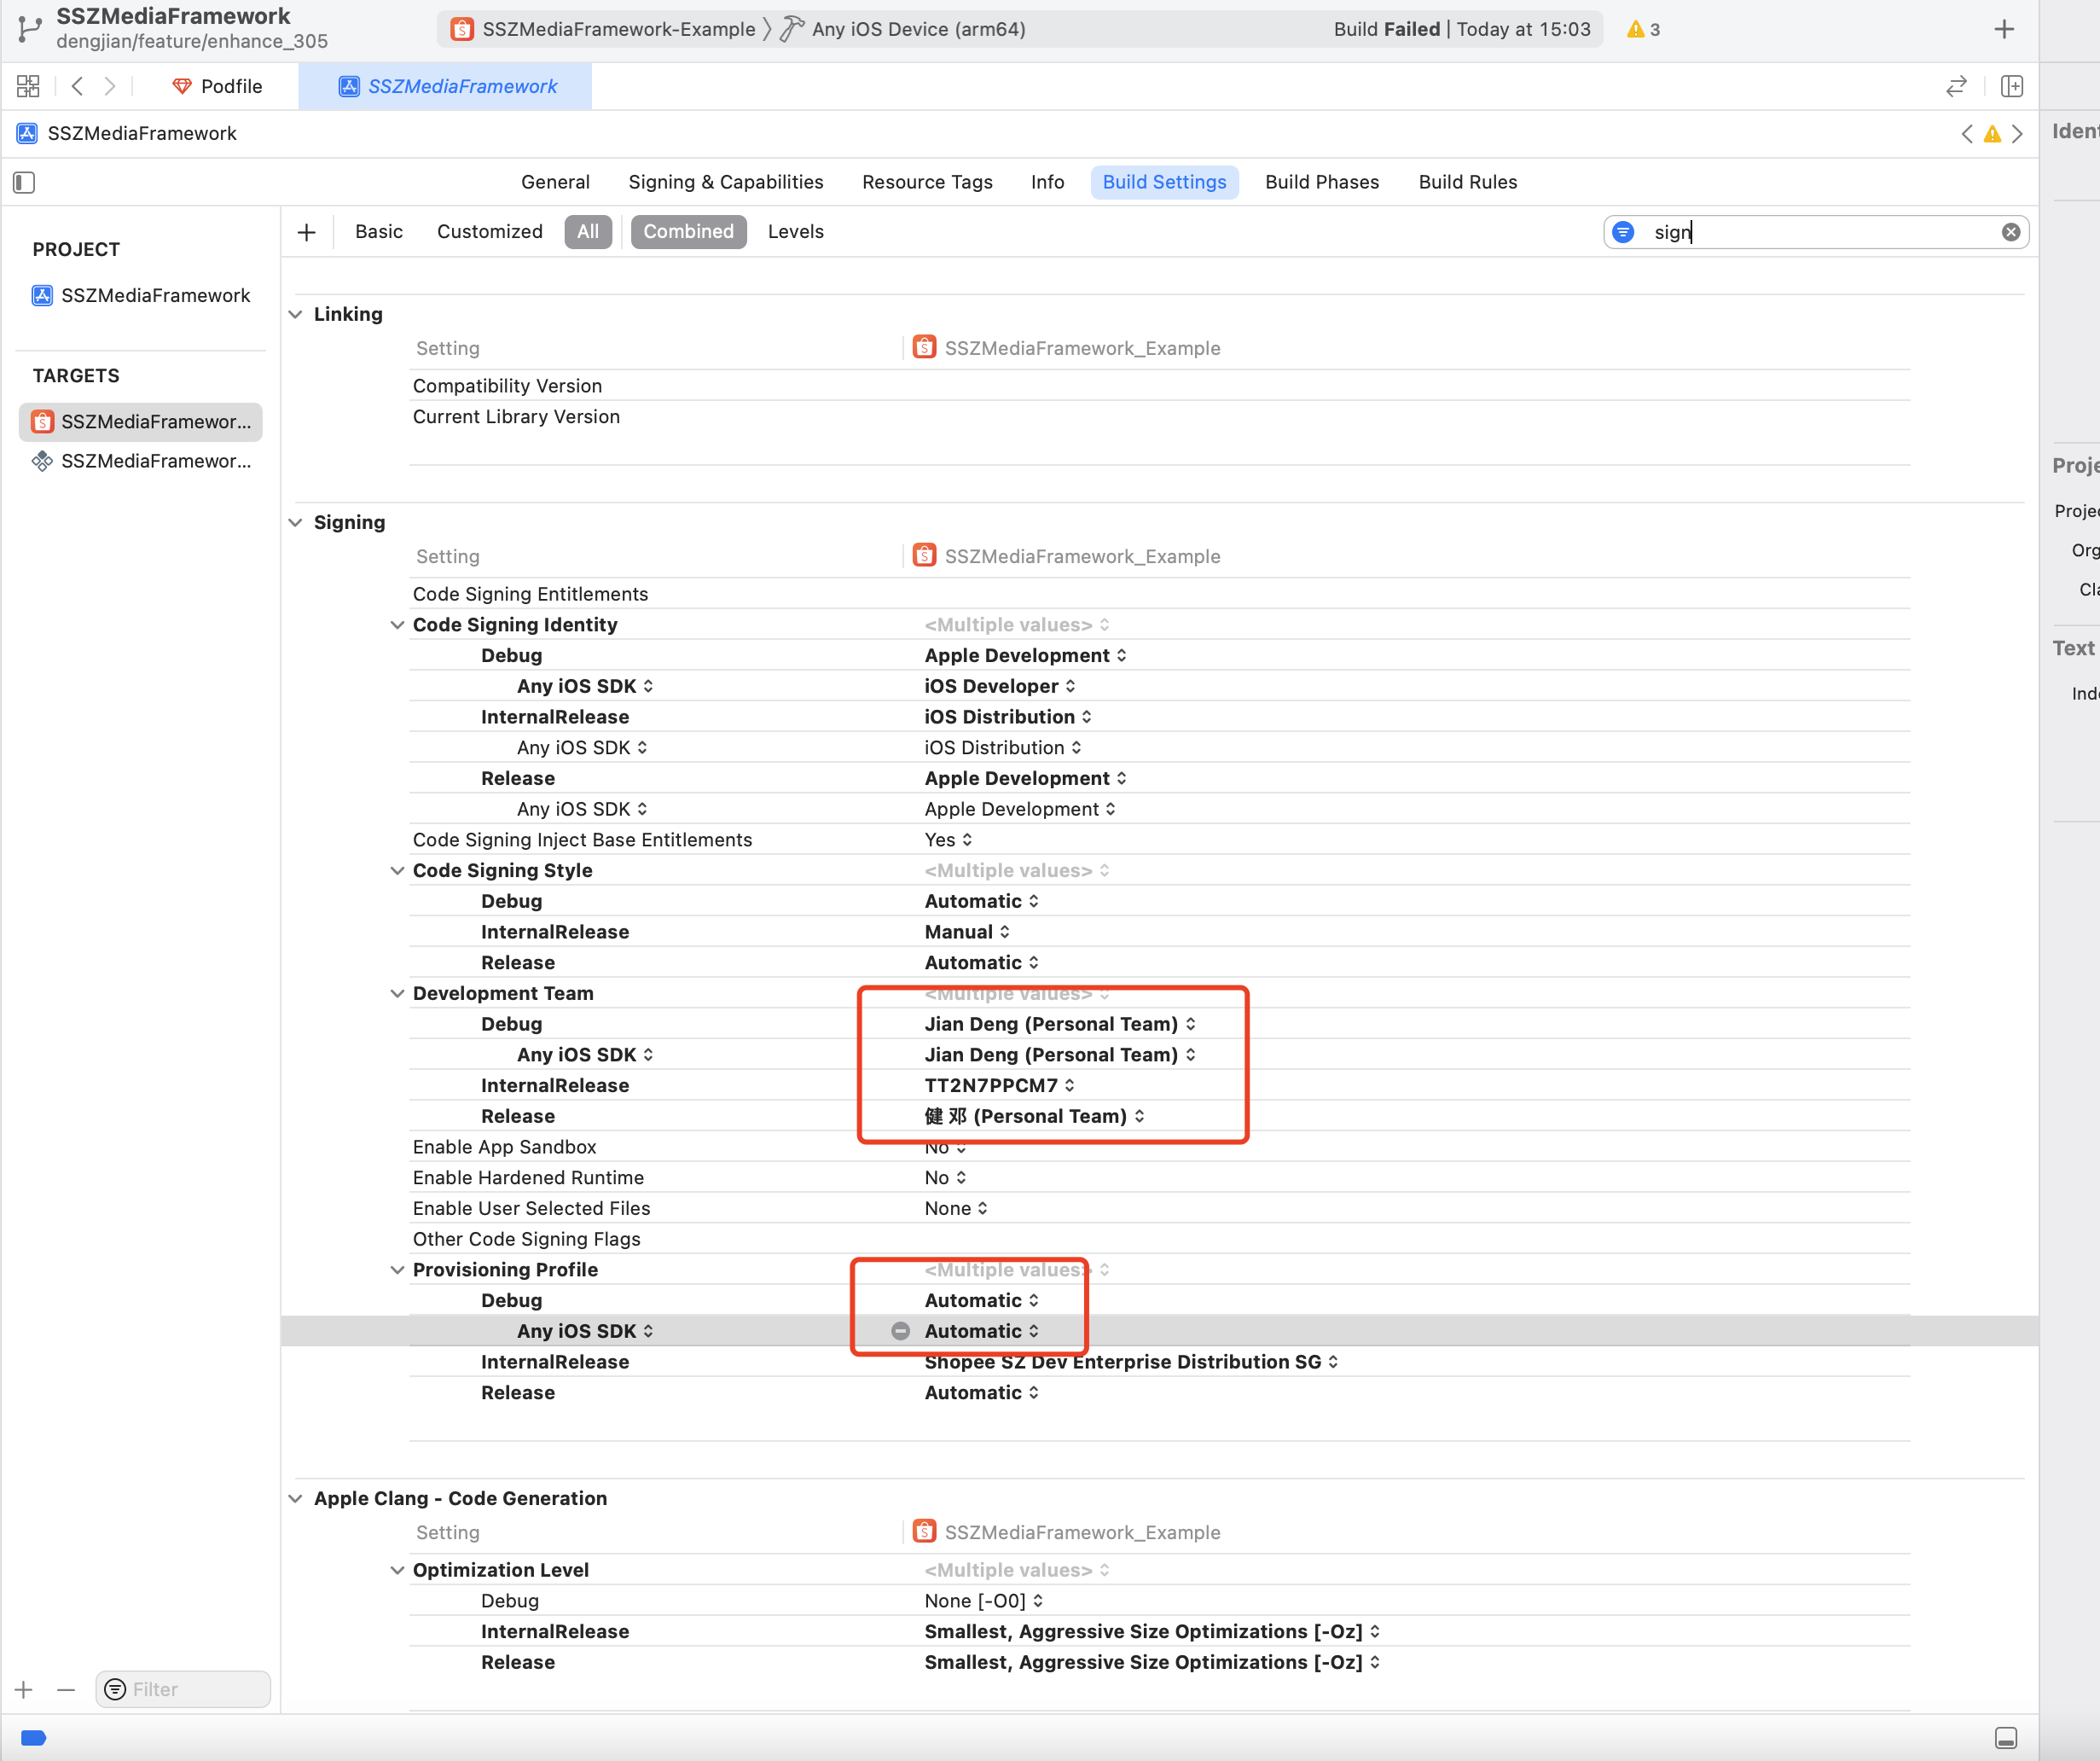 SSZMediaFramework
dengjian/feature/enhance_305
SSZMediaFramework-Example
Any iOS Device (arm64)
Build Failed | Today at 15:03
3
Podfile
SSZMediaFramework
SSZMediaFramework
General
Signing & Capabilities
Resource Tags
Info
Build Settings
Build Phases
Build Rules
Basic
Customized
All
Combined
Levels
sign
PROJECT
SSZMediaFramework
TARGETS
SSZMediaFramewor...
SSZMediaFramewor...
Linking
Setting
SSZMediaFramework_Example
Compatibility Version
Current Library Version
Signing
Setting
SSZMediaFramework_Example
Code Signing Entitlements
Code Signing Identity <Multiple values>
Debug Apple Development
Any iOS SDK iOS Developer
InternalRelease iOS Distribution
Any iOS SDK iOS Distribution
Release Apple Development
Any iOS SDK Apple Development
Code Signing Inject Base Entitlements Yes
Code Signing Style <Multiple values>
Debug Automatic
InternalRelease Manual
Release Automatic
Development Team <Multiple values>
Debug Jian Deng (Personal Team)
Any iOS SDK Jian Deng (Personal Team)
InternalRelease TT2N7PPCM7
Release 健 邓 (Personal Team)
Enable App Sandbox No
Enable Hardened Runtime No
Enable User Selected Files None
Other Code Signing Flags
Provisioning Profile <Multiple values>
Debug Automatic
Any iOS SDK Automatic
InternalRelease Shopee SZ Dev Enterprise Distribution SG
Release Automatic
Apple Clang - Code Generation
Setting
SSZMediaFramework_Example
Optimization Level <Multiple values>
Debug None [-O0]
InternalRelease Smallest, Aggressive Size Optimizations [-Oz]
Release Smallest, Aggressive Size Optimizations [-Oz]
Filter
Ident
Proje
Projec
Org
Cla
Text
Inde